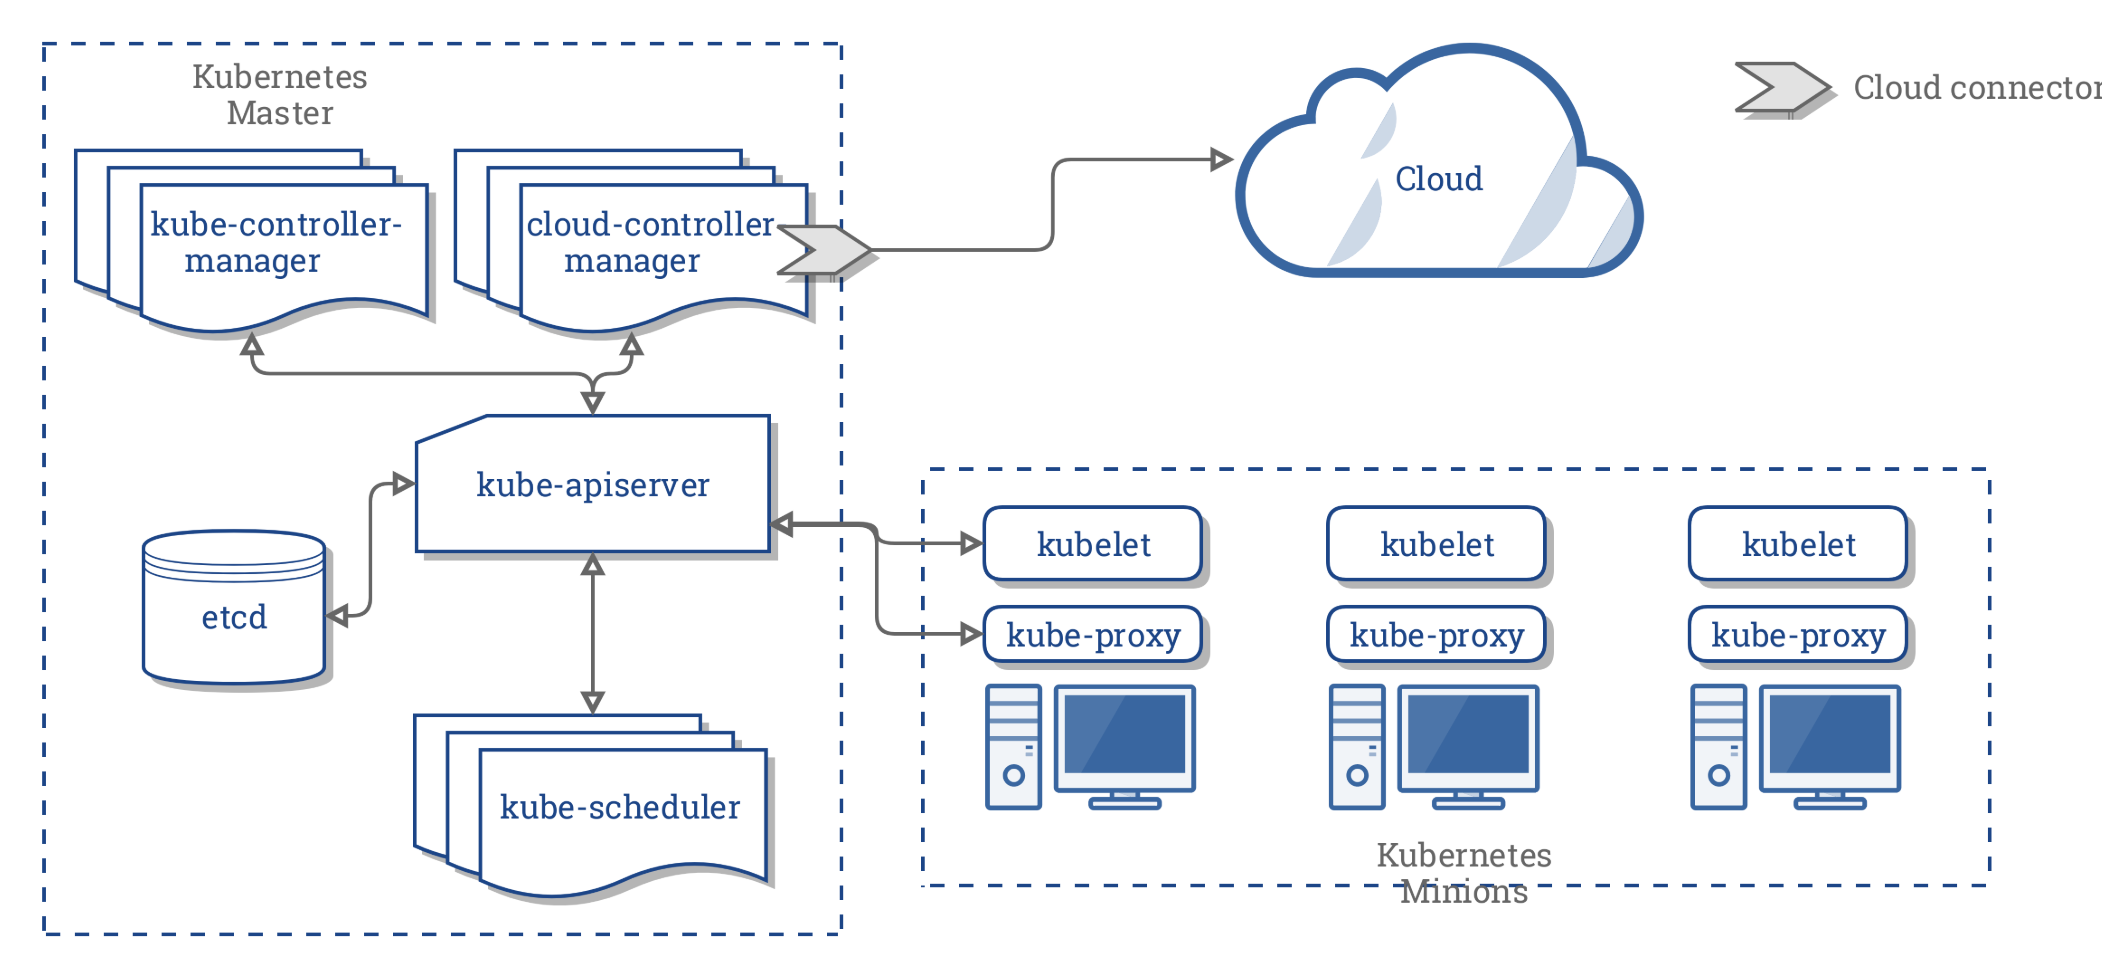 Kubernetes
Master
kube-controller-
manager
cloud-controller
manager
Cloud
Cloud connector
kube-apiserver
etcd
kube-scheduler
kubelet
kubelet
kubelet
kube-proxy
kube-proxy
kube-proxy
Kubernetes
Minions